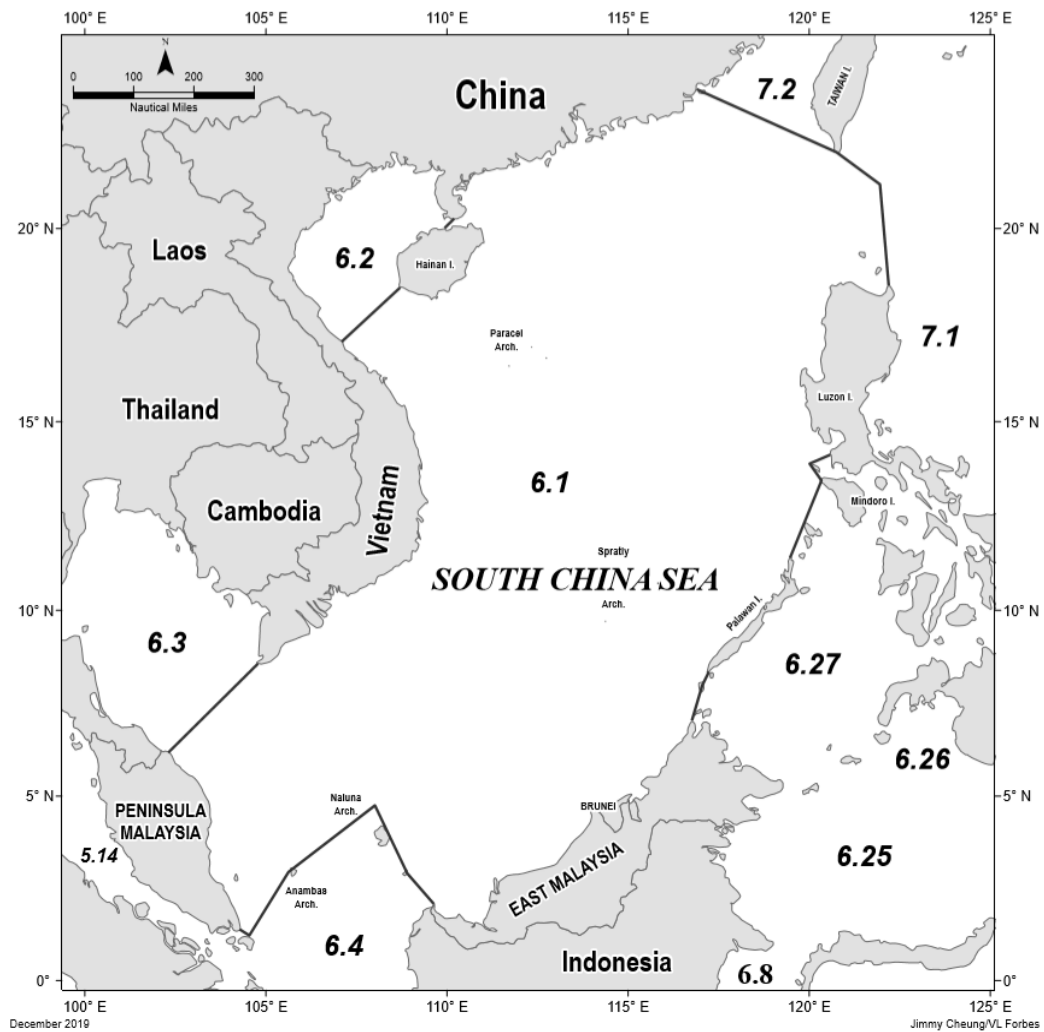 100° E 105° E 110° E 115° E 120° E 125° E
N
0 100 200 300
Nautical Miles
China
7.2
TAIWAN I.
20° N
20° N
Laos
6.2
Hainan I.
Paracel
Arch.
7.1
Thailand
Luzon I.
15° N
15° N
Vietnam
6.1
Cambodia
Mindoro I.
Spratly
SOUTH CHINA SEA
Arch.
10° N
10° N
Palawan I.
6.3
6.27
6.26
Naluna
Arch.
BRUNEI
5° N
5° N
PENINSULA
MALAYSIA
5.14
6.25
EAST MALAYSIA
Anambas
Arch.
6.4
Indonesia
6.8
0°
0°
100° E 105° E 110° E 115° E 120° E 125° E
December 2019
Jimmy Cheung/VL Forbes